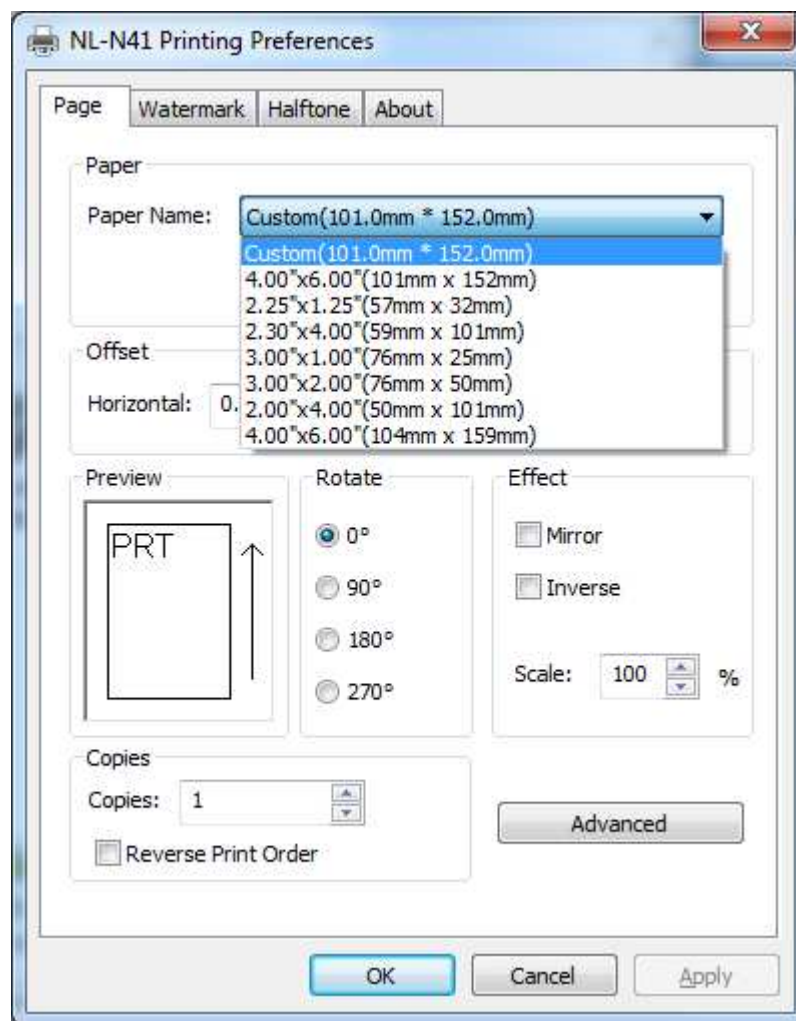 NL-N41 Printing Preferences
Page Watermark Halftone About
Paper
Paper Name: Custom(101.0mm * 152.0mm)
Custom(101.0mm * 152.0mm)
4.00"x6.00"(101mm x 152mm)
2.25"x1.25"(57mm x 32mm)
2.30"x4.00"(59mm x 101mm)
3.00"x1.00"(76mm x 25mm)
3.00"x2.00"(76mm x 50mm)
2.00"x4.00"(50mm x 101mm)
4.00"x6.00"(104mm x 159mm)
Offset
Horizontal: 0.
Preview
PRT
Rotate
0°
90°
180°
270°
Effect
Mirror
Inverse
Scale: 100 %
Copies
Copies: 1
Reverse Print Order
Advanced
OK Cancel Apply